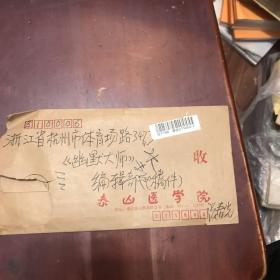 310006
浙江省杭州市体育场路
《幽默大师》
收
编辑部(稿件)
泰山医学院